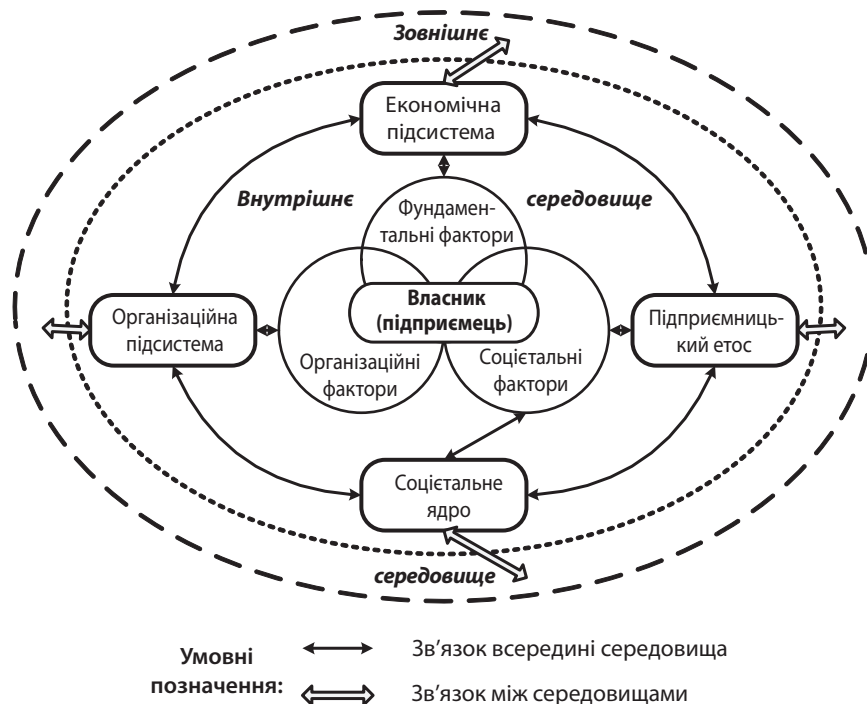 Зовнішнє
Економічна
підсистема
Внутрішнє
середовище
Фундамен-
тальні фактори
Власник
(підприємець)
Організаційна
підсистема
Підприємниць-
кий етос
Організаційні
фактори
Соцієтальні
фактори
Соцієтальне
ядро
середовище
Умовні
позначення:
Зв'язок всередині середовища
Зв'язок між середовищами